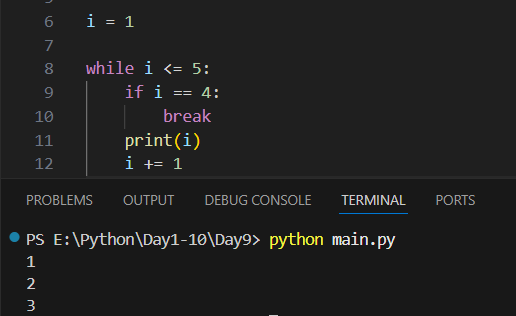 6 i = 1
7
8 while i <= 5:
9     if i == 4:
10         break
11     print(i)
12     i += 1
PROBLEMS OUTPUT DEBUG CONSOLE TERMINAL PORTS
PS E:\Python\Day1-10\Day9> python main.py
1
2
3